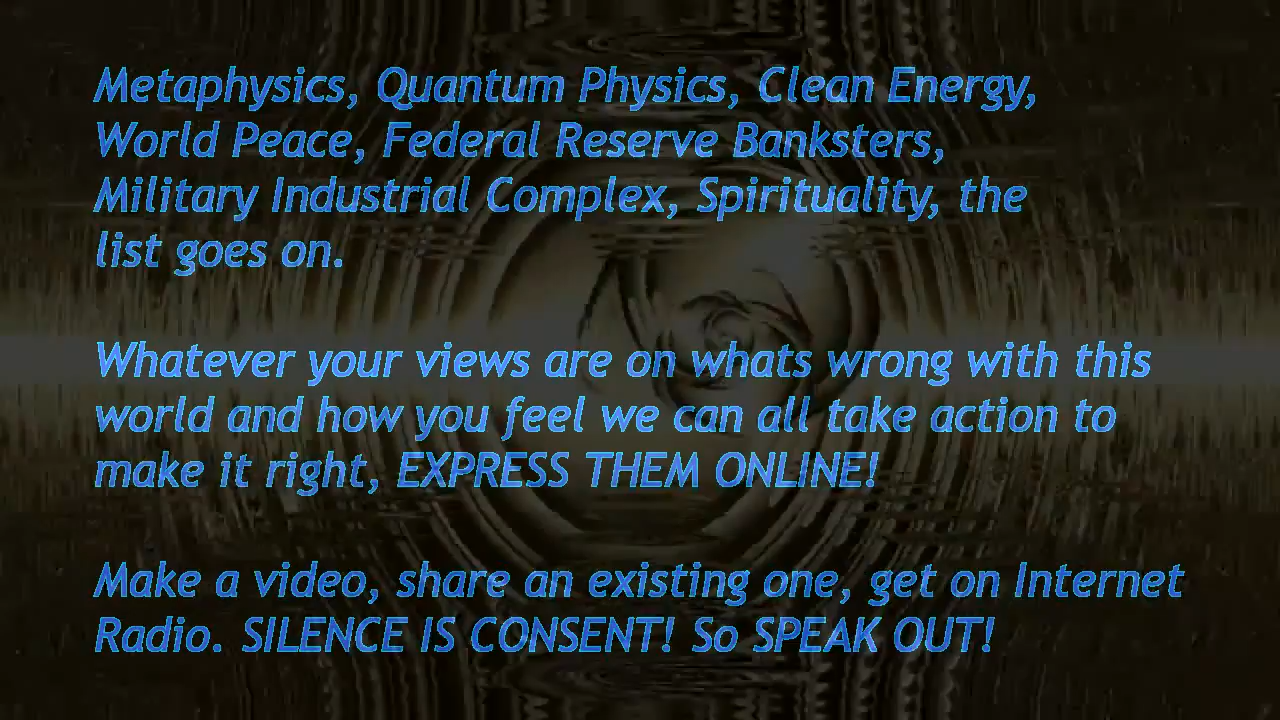 Metaphysics, Quantum Physics, Clean Energy,
World Peace, Federal Reserve Banksters,
Military Industrial Complex, Spirituality, the
list goes on.
Whatever your views are on whats wrong with this
world and how you feel we can all take action to
make it right, EXPRESS THEM ONLINE!
Make a video, share an existing one, get on Internet
Radio. SILENCE IS CONSENT! So SPEAK OUT!